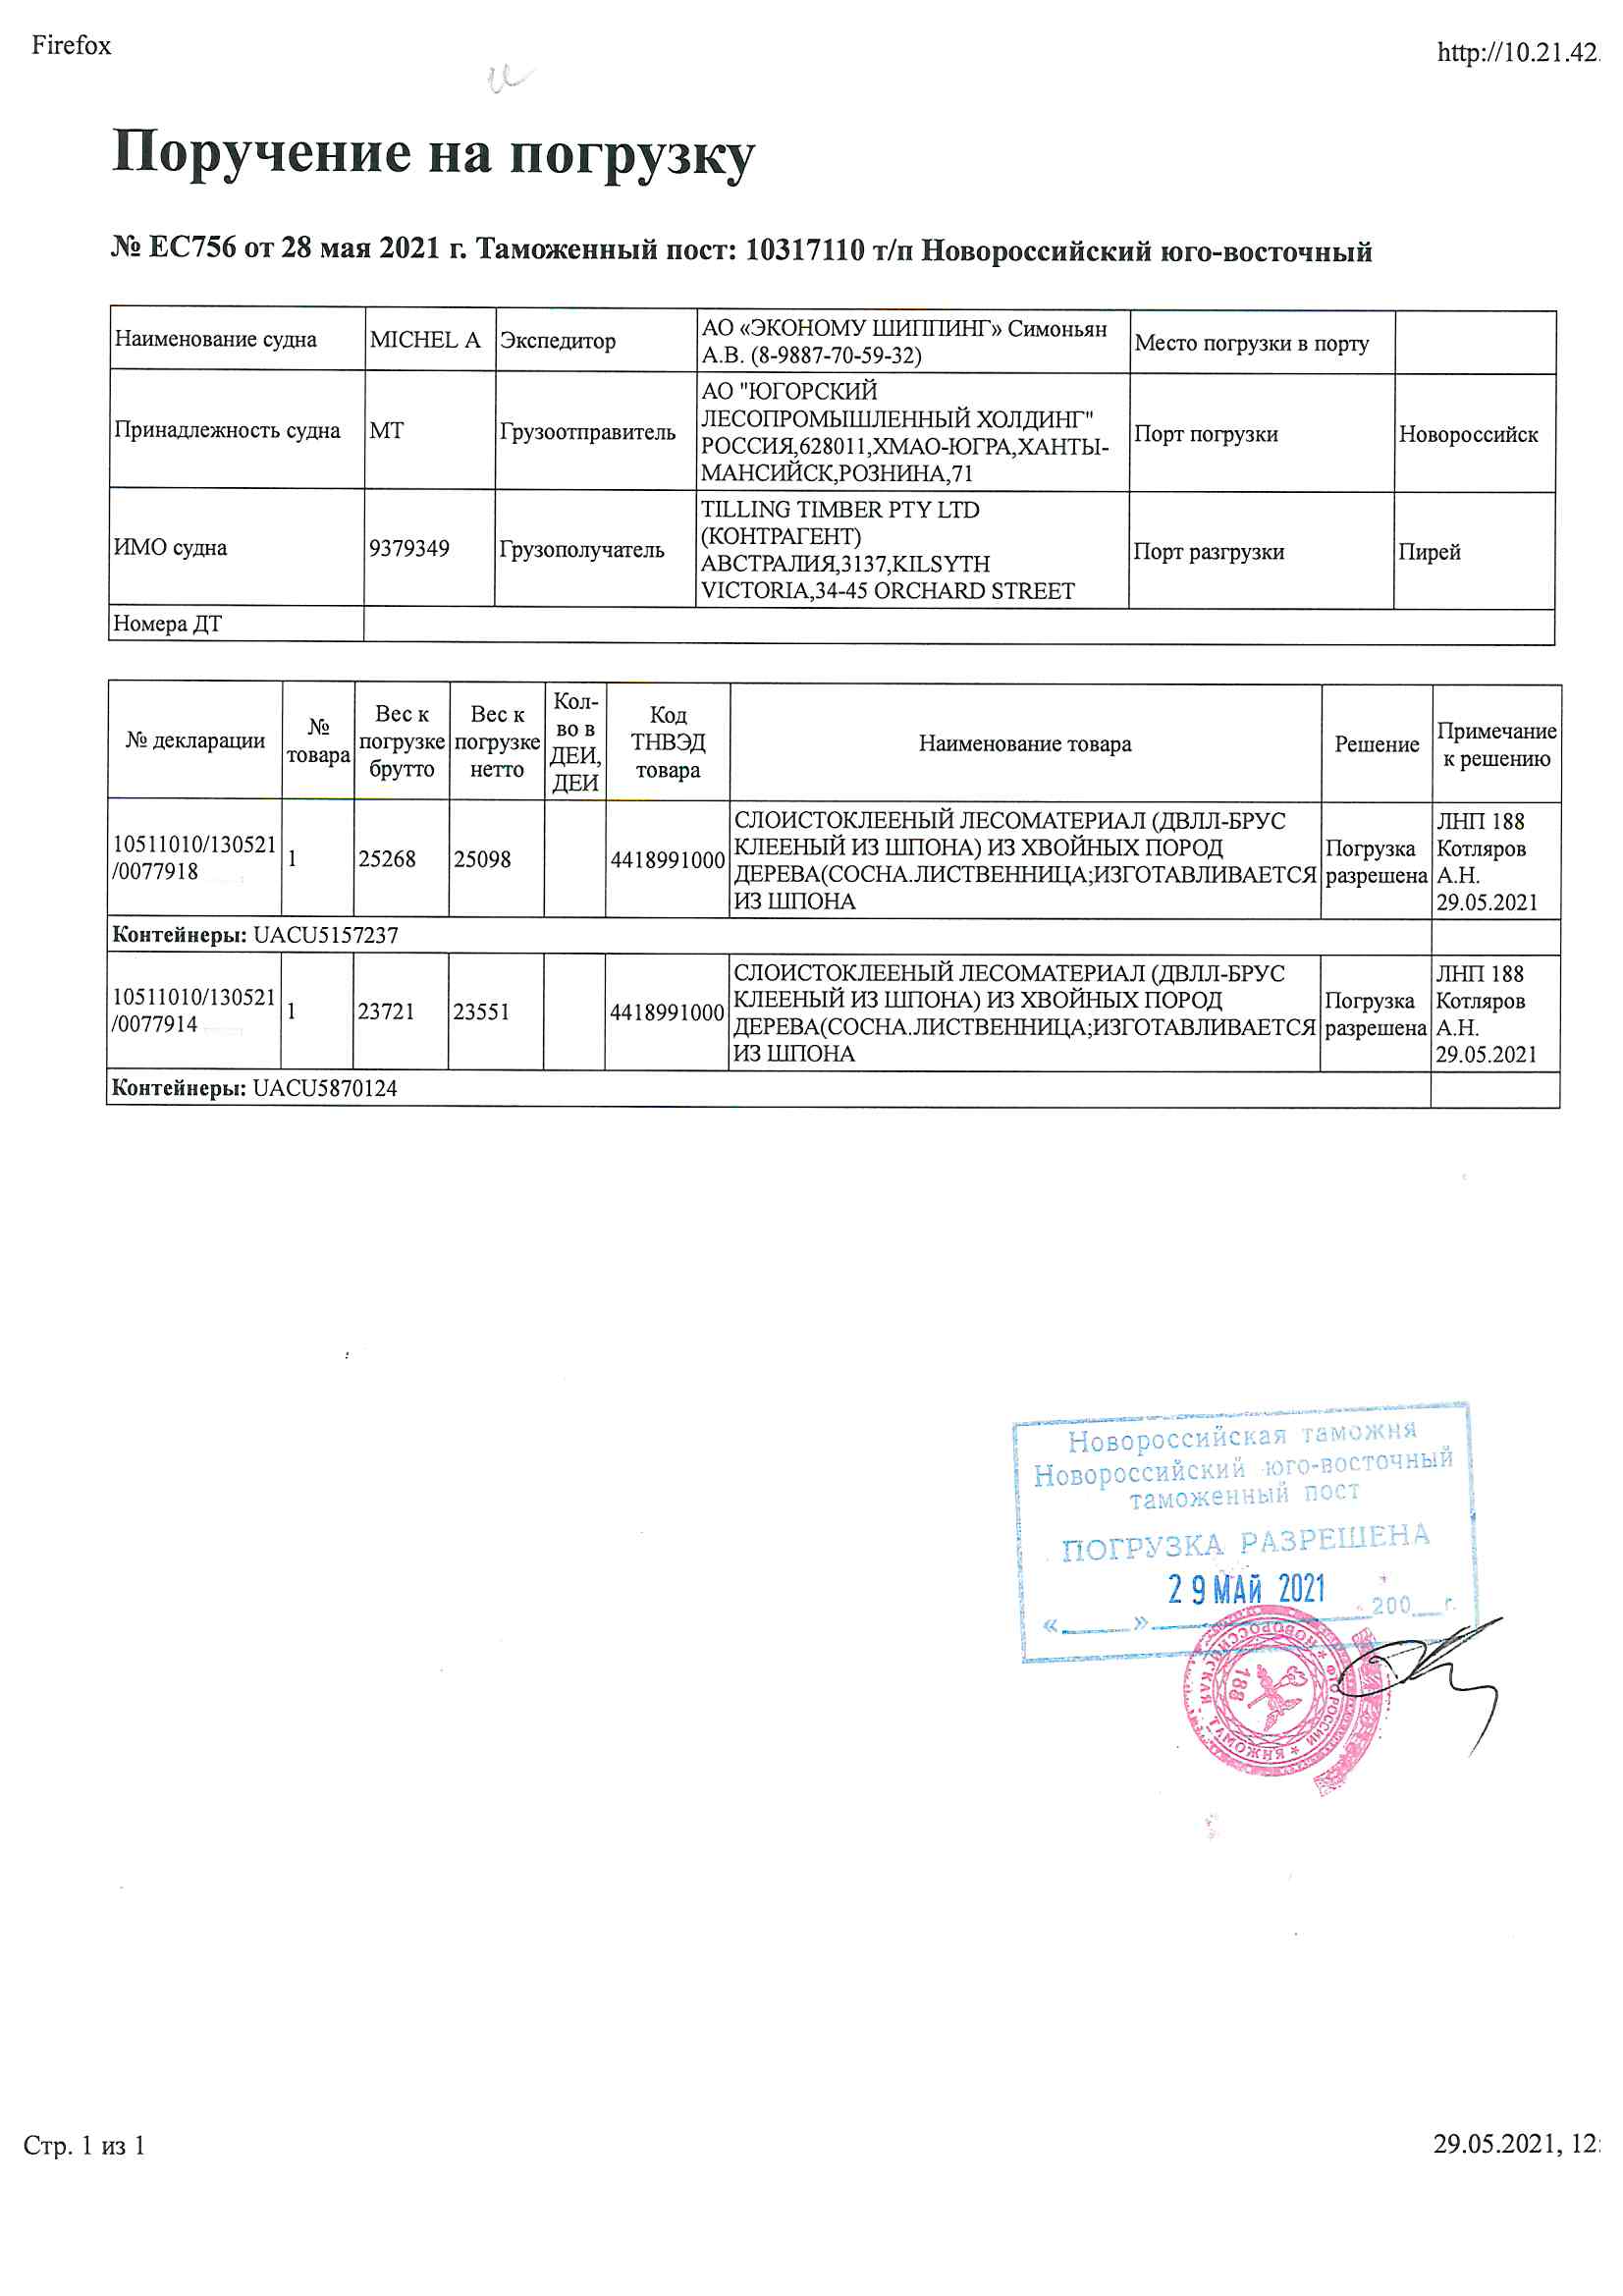 Firefox
http://10.21.42.
Поручение на погрузку
№ ЕС756 от 28 мая 2021 г. Таможенный пост: 10317110 т/п Новороссийский юго-восточный
Наименование судна
MICHEL A
Экспедитор
АО «ЭКОНОМУ ШИППИНГ» Симоньян
А.В. (8-9887-70-59-32)
Место погрузки в порту
Принадлежность судна
МТ
Грузоотправитель
АО "ЮГОРСКИЙ
ЛЕСОПРОМЫШЛЕННЫЙ ХОЛДИНГ"
РОССИЯ,628011,ХМАО-ЮГРА,ХАНТЫ-
МАНСИЙСК,РОЗНИНА,71
Порт погрузки
Новороссийск
ИМО судна
9379349
Грузополучатель
TILLING TIMBER PTY LTD
(КОНТРАГЕНТ)
АВСТРАЛИЯ,3137,KILSYTH
VICTORIA,34-45 ORCHARD STREET
Порт разгрузки
Пирей
Номера ДТ
№ декларации
№
товара
Вес к
погрузке
брутто
Вес к
погрузке
нетто
Кол-
во в
ДЕИ,
ДЕИ
Код
ТНВЭД
товара
Наименование товара
Решение
Примечание
к решению
10511010/130521
/0077918
1
25268
25098
4418991000
СЛОИСТОКЛЕЕНЫЙ ЛЕСОМАТЕРИАЛ (ДВЛЛ-БРУС
КЛЕЕНЫЙ ИЗ ШПОНА) ИЗ ХВОЙНЫХ ПОРОД
ДЕРЕВА(СОСНА.ЛИСТВЕННИЦА;ИЗГОТАВЛИВАЕТСЯ
ИЗ ШПОНА
Погрузка
разрешена
ЛНП 188
Котляров
А.Н.
29.05.2021
Контейнеры: UACU5157237
10511010/130521
/0077914
1
23721
23551
4418991000
СЛОИСТОКЛЕЕНЫЙ ЛЕСОМАТЕРИАЛ (ДВЛЛ-БРУС
КЛЕЕНЫЙ ИЗ ШПОНА) ИЗ ХВОЙНЫХ ПОРОД
ДЕРЕВА(СОСНА.ЛИСТВЕННИЦА;ИЗГОТАВЛИВАЕТСЯ
ИЗ ШПОНА
Погрузка
разрешена
ЛНП 188
Котляров
А.Н.
29.05.2021
Контейнеры: UACU5870124
Новороссийская таможня
Новороссийский юго-восточный
таможенный пост
ПОГРУЗКА РАЗРЕШЕНА
29 МАЙ 2021
«____»____________200__г.
* НОВОРОССИЙСКАЯ ТАМОЖНЯ * ФТС РОССИИ
188
Стр. 1 из 1
29.05.2021, 12: